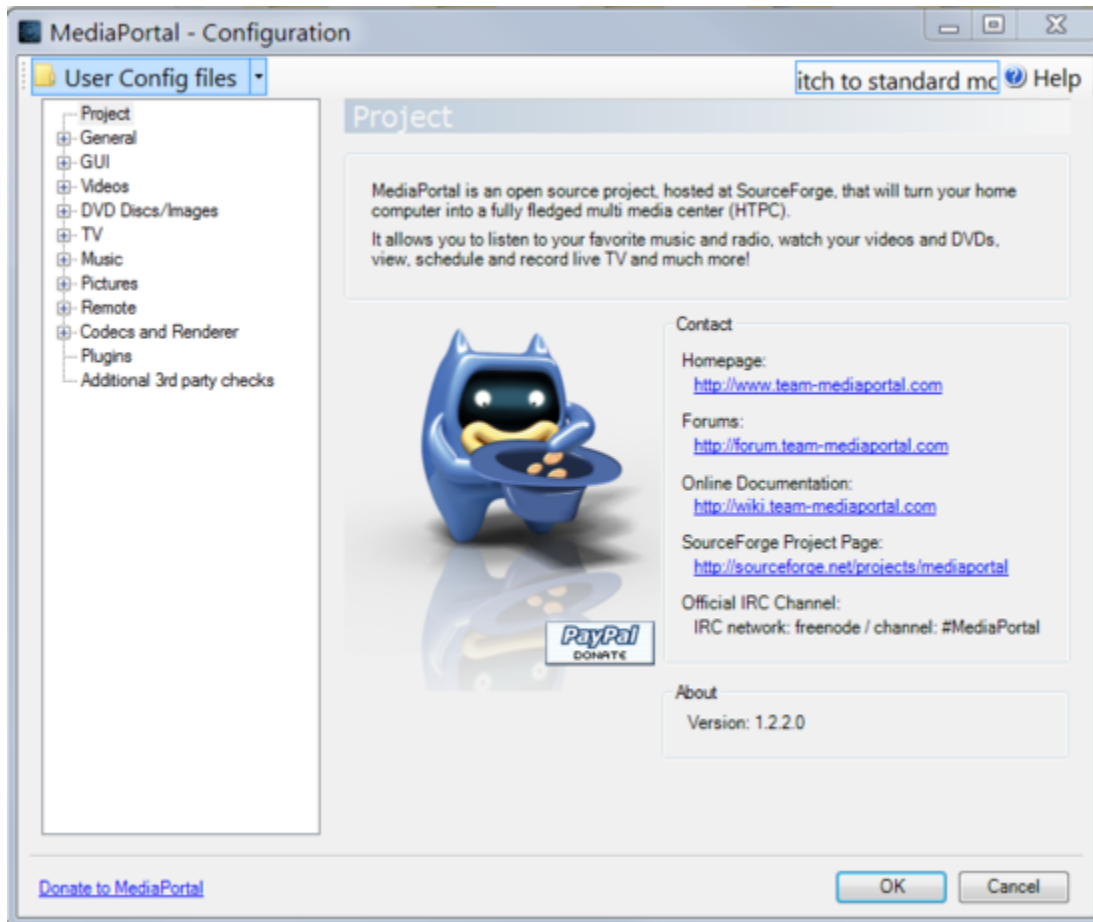 MediaPortal - Configuration
User Config files
itch to standard mo
Help
Project
General
GUI
Videos
DVD Discs/Images
TV
Music
Pictures
Remote
Codecs and Renderer
Plugins
Additional 3rd party checks
Project
MediaPortal is an open source project, hosted at SourceForge, that will turn your home
computer into a fully fledged multi media center (HTPC).
It allows you to listen to your favorite music and radio, watch your videos and DVDs,
view, schedule and record live TV and much more!
PayPal
DONATE
Contact
Homepage:
http://www.team-mediaportal.com
Forums:
http://forum.team-mediaportal.com
Online Documentation:
http://wiki.team-mediaportal.com
SourceForge Project Page:
http://sourceforge.net/projects/mediaportal
Official IRC Channel:
IRC network: freenode / channel: #MediaPortal
About
Version: 1.2.2.0
Donate to MediaPortal
OK
Cancel